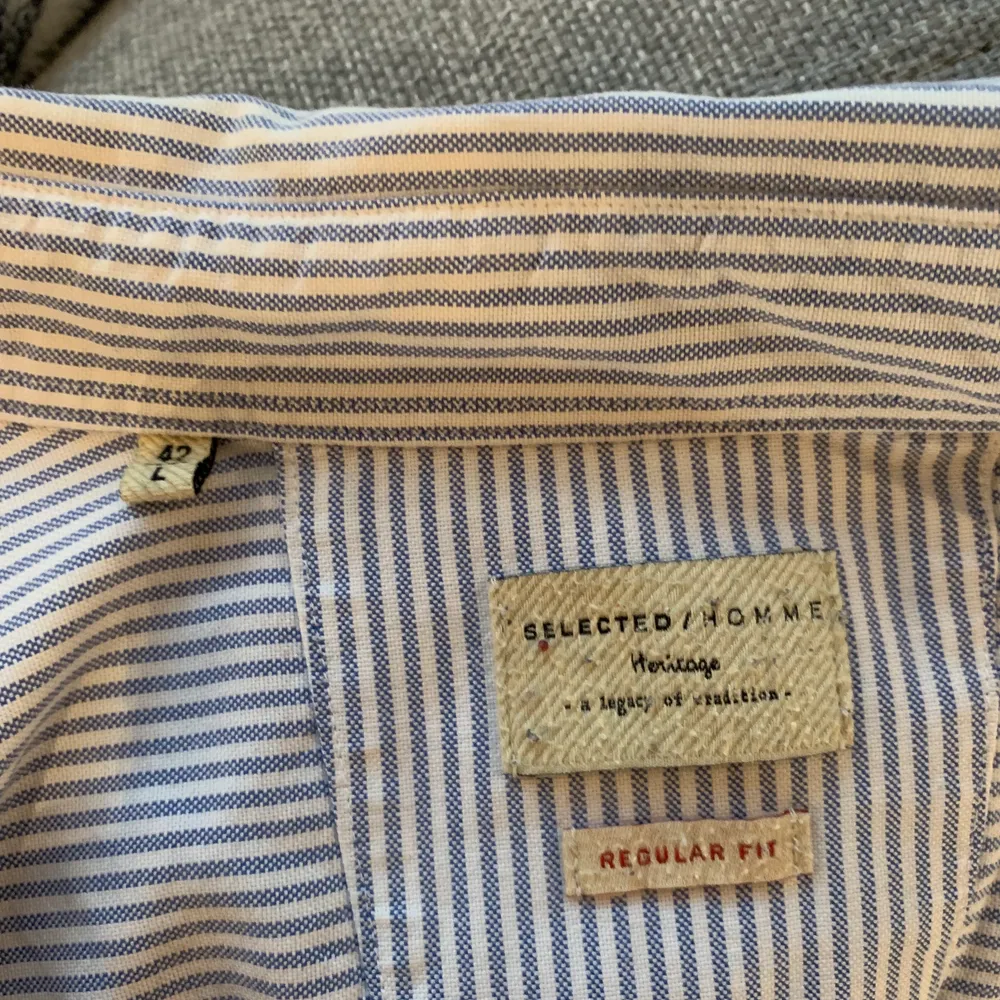 42
L
SELECTED / HOMME
Heritage
- a legacy of tradition -
REGULAR FIT